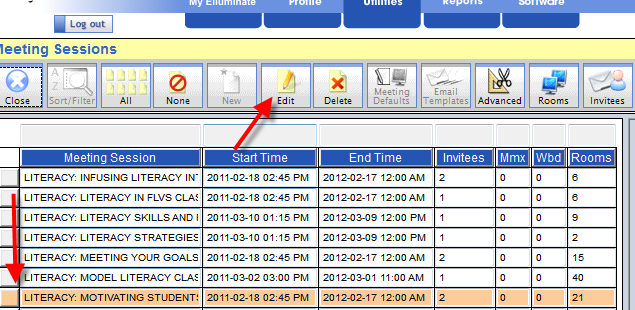 My Elluminate Profile Utilities Reports Software
Log out
Meeting Sessions
Close Sort/Filter All None New Edit Delete Meeting Defaults Email Templates Advanced Rooms Invitees
Meeting Session Start Time End Time Invitees Mmx Wbd Rooms
LITERACY: INFUSING LITERACY IN 2011-02-18 02:45 PM 2012-02-17 12:00 AM 2 0 0 6
LITERACY: LITERACY IN FLVS CLAS 2011-02-18 02:45 PM 2012-02-17 12:00 AM 1 0 0 6
LITERACY: LITERACY SKILLS AND 2011-03-10 01:15 PM 2012-03-09 12:00 PM 1 0 0 9
LITERACY: LITERACY STRATEGIES 2011-03-10 01:15 PM 2012-03-09 12:00 PM 1 0 0 2
LITERACY: MEETING YOUR GOALS 2011-02-18 02:45 PM 2012-02-17 12:00 AM 2 0 0 15
LITERACY: MODEL LITERACY CLAS 2011-03-02 03:00 PM 2012-03-01 11:00 AM 1 0 0 40
LITERACY: MOTIVATING STUDENTS 2011-02-18 02:45 PM 2012-02-17 12:00 AM 2 0 0 21